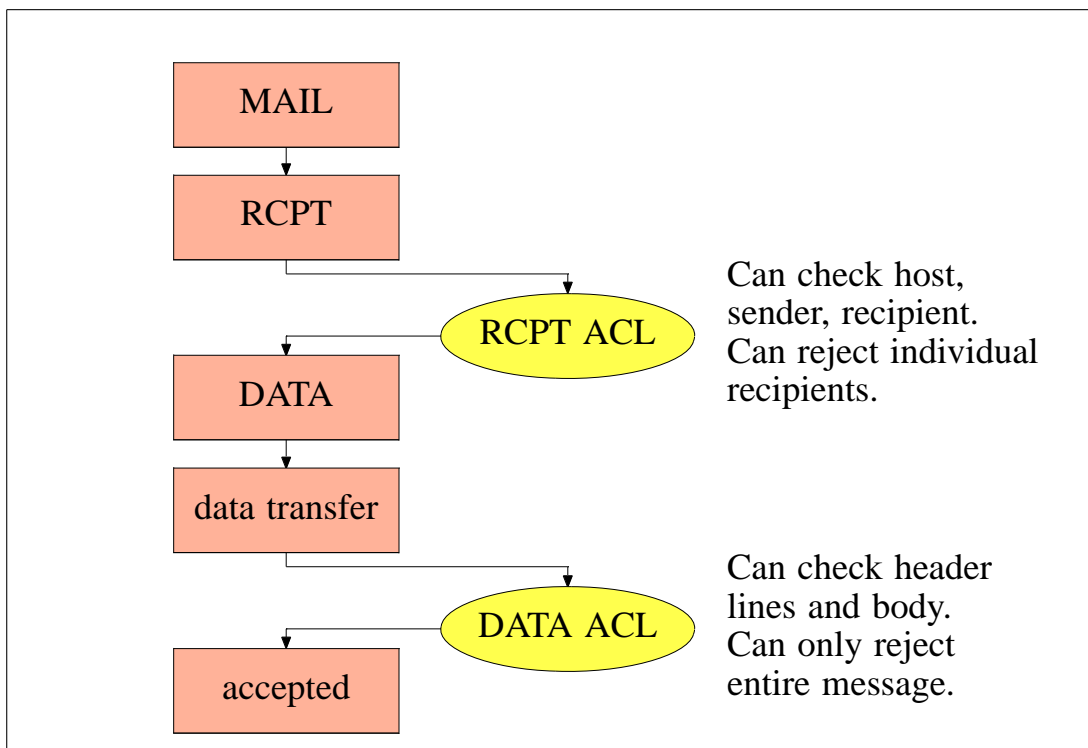 MAIL
RCPT
Can check host,
sender, recipient.
Can reject individual
recipients.
RCPT ACL
DATA
data transfer
Can check header
lines and body.
Can only reject
entire message.
DATA ACL
accepted